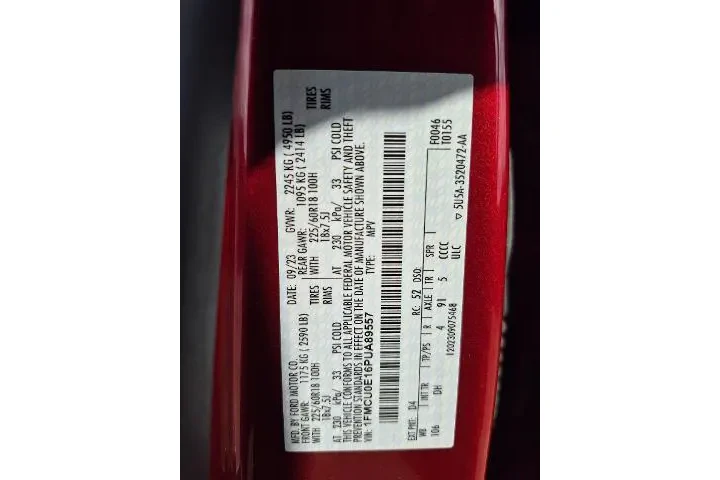 MFD. BY FORD MOTOR CO. DATE: 09/23 GVWR: 2245 KG ( 4950 LB)
FRONT GAWR: 1175 KG ( 2590 LB) REAR GAWR: 1095 KG ( 2414 LB)
WITH 225/60R18 100H TIRES WITH 225/60R18 100H TIRES
18x7.5J RIMS 18x7.5J RIMS
AT 230 kPa/ 33 PSI COLD AT 230 kPa/ 33 PSI COLD
THIS VEHICLE CONFORMS TO ALL APPLICABLE FEDERAL MOTOR VEHICLE SAFETY AND THEFT
PREVENTION STANDARDS IN EFFECT ON THE DATE OF MANUFACTURE SHOWN ABOVE.
VIN: 1FMCU0E16PUA89557 TYPE: MPV
F0046
T0155
EXT PNT: D4 RC: 52 DSO:
WB INT TR TP/PS R AXLE TR SPR
106 DH 4 91 5 CCCC
ULC
1202309075468 ▽ 5U5A-3520472-AA